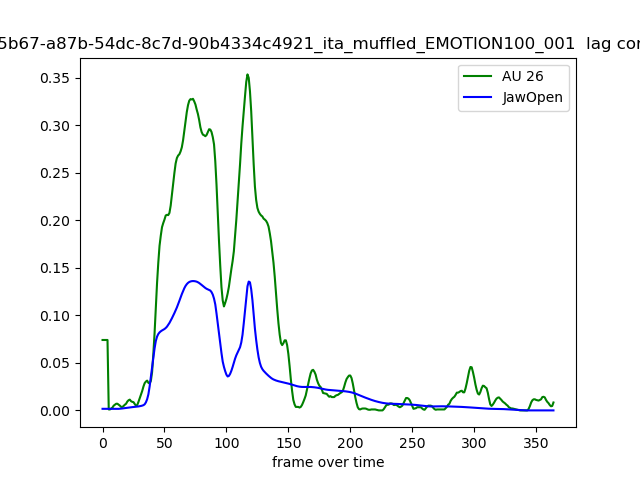 5b67-a87b-54dc-8c7d-90b4334c4921_ita_muffled_EMOTION100_001 lag cor
AU 26
JawOpen
0.35
0.30
0.25
0.20
0.15
0.10
0.05
0.00
0 50 100 150 200 250 300 350
frame over time